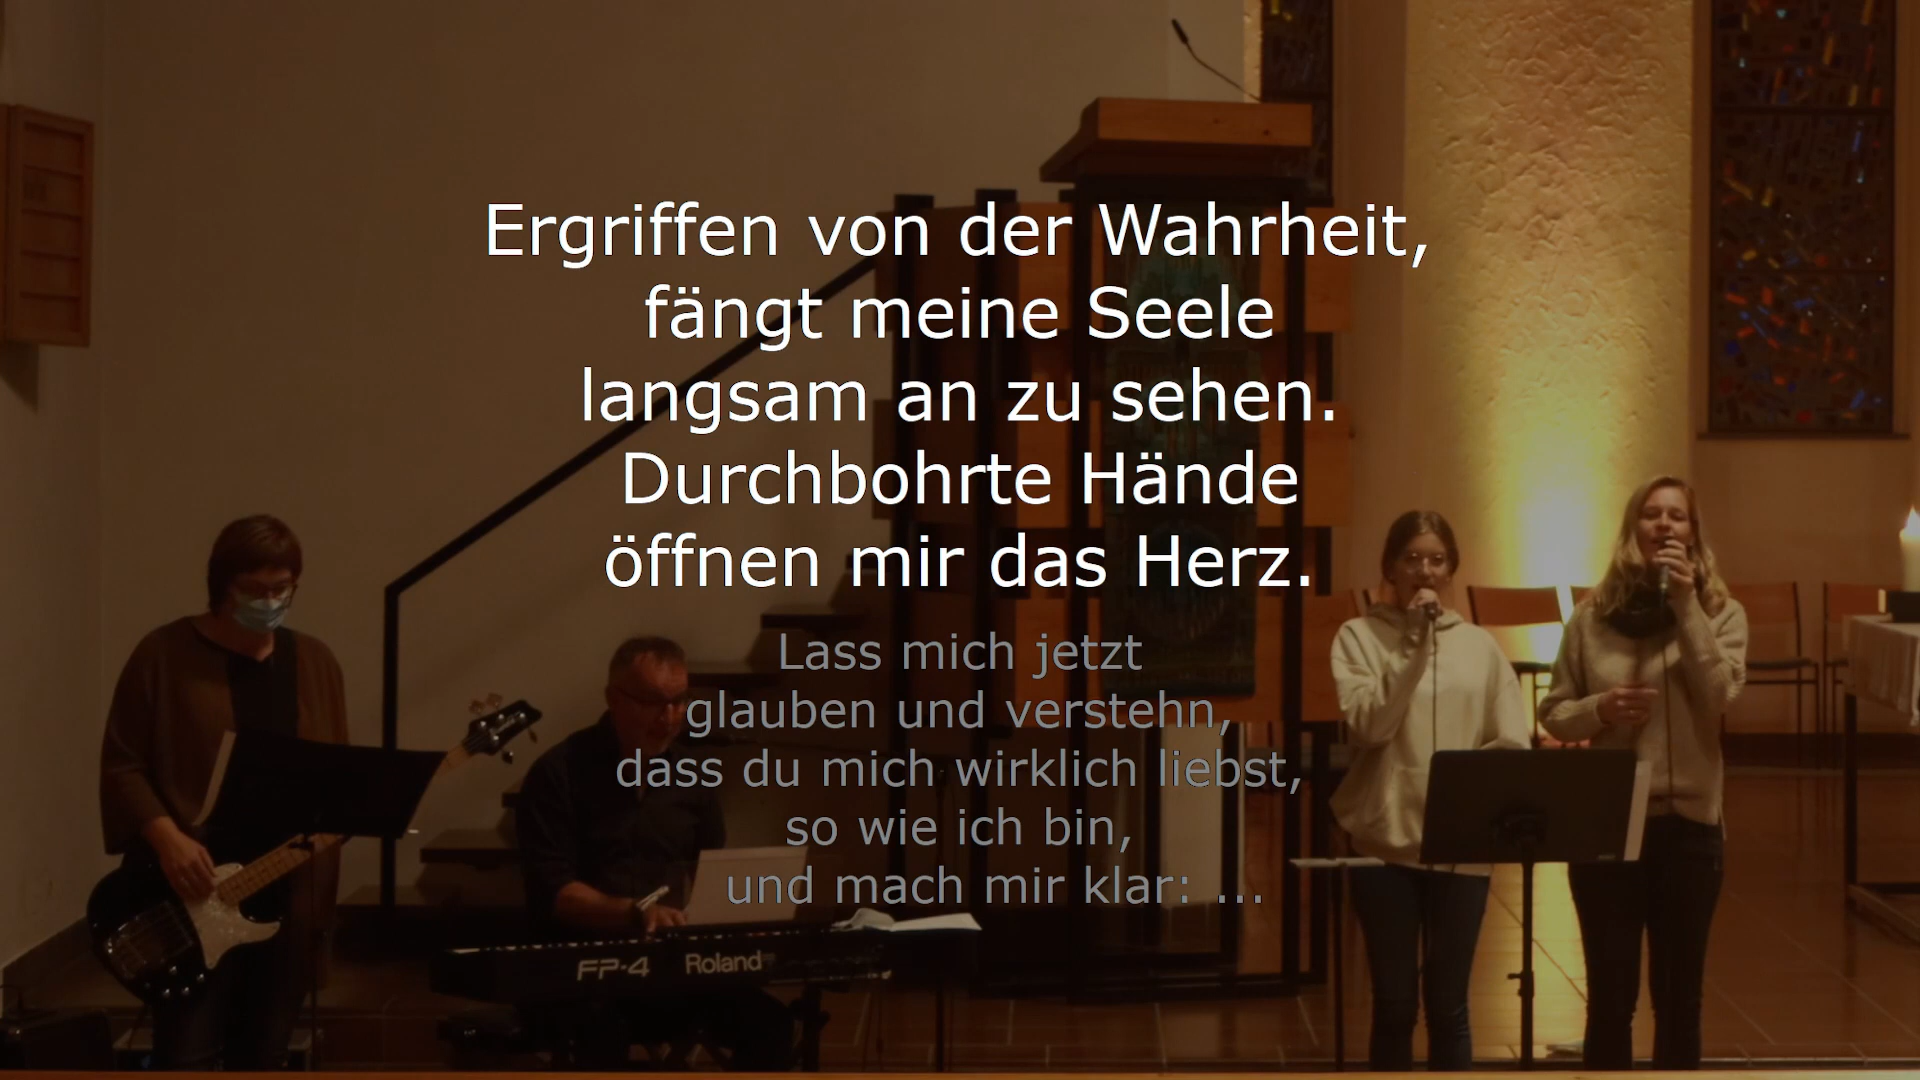 Ergriffen von der Wahrheit,
fängt meine Seele
langsam an zu sehen.
Durchbohrte Hände
öffnen mir das Herz.
Lass mich jetzt
glauben und verstehn,
dass du mich wirklich liebst,
so wie ich bin,
und mach mir klar: ...
FP-4 Roland